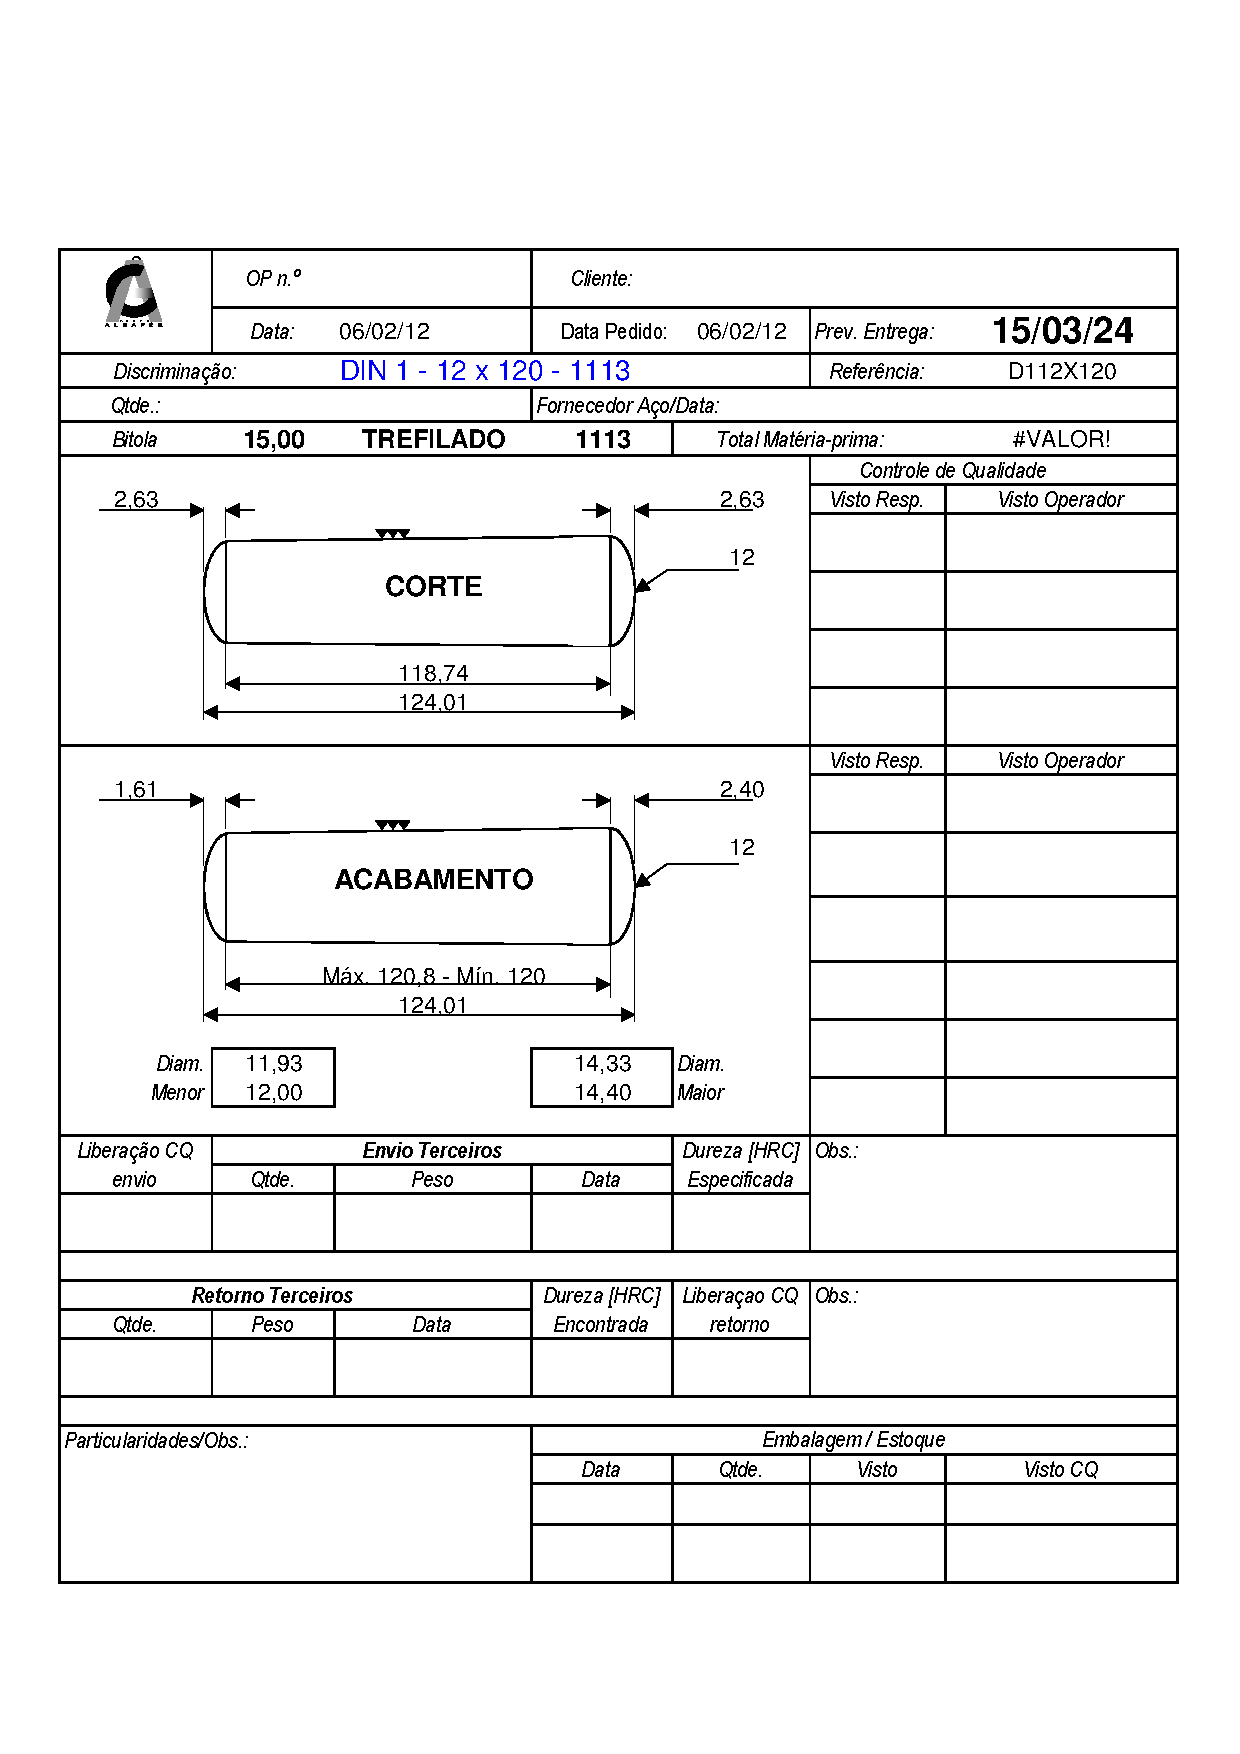 ALBAFER
OP n.º Cliente:
Data: 06/02/12 Data Pedido: 06/02/12 Prev. Entrega: 15/03/24
Discriminação: DIN 1 - 12 x 120 - 1113 Referência: D112X120
Qtde.: Fornecedor Aço/Data:
Bitola 15,00 TREFILADO 1113 Total Matéria-prima: #VALOR!
Controle de Qualidade
2,63 2,63 Visto Resp. Visto Operador
12
CORTE
118,74
124,01
Visto Resp. Visto Operador
1,61 2,40
12
ACABAMENTO
Máx. 120,8 - Mín. 120
124,01
Diam. 11,93 14,33 Diam.
Menor 12,00 14,40 Maior
Liberação CQ Envio Terceiros Dureza [HRC] Obs.:
envio Qtde. Peso Data Especificada
Retorno Terceiros Dureza [HRC] Liberaçao CQ Obs.:
Qtde. Peso Data Encontrada retorno
Particularidades/Obs.: Embalagem / Estoque
Data Qtde. Visto Visto CQ